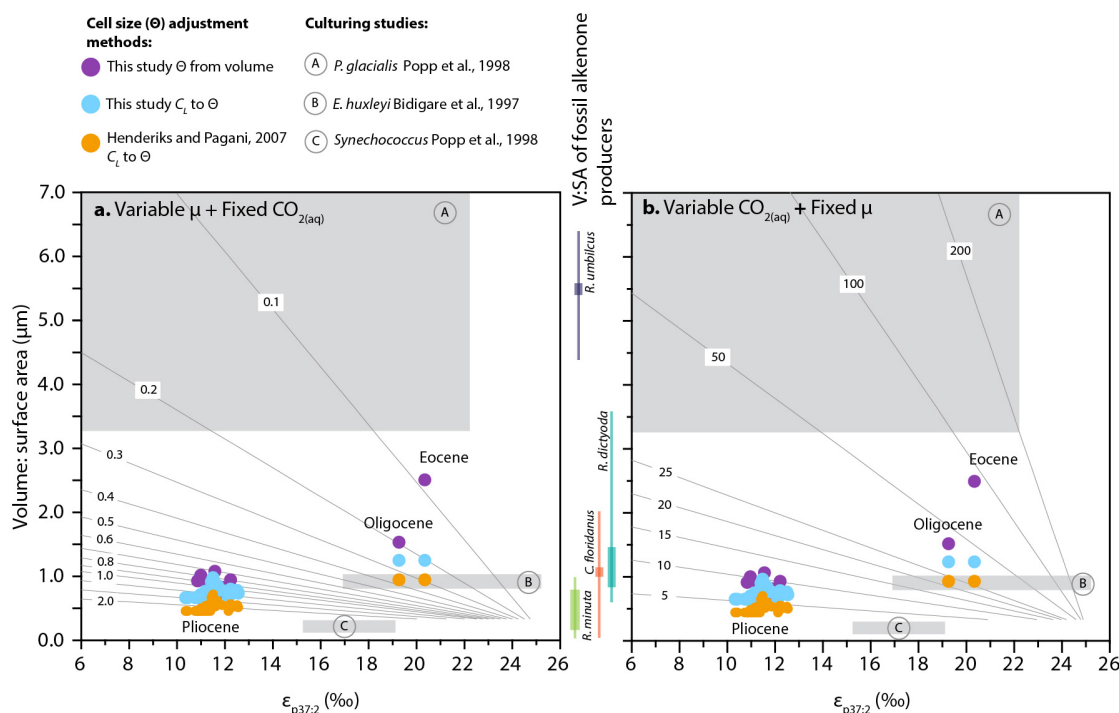 Cell size (Θ) adjustment
methods:
This study Θ from volume
This study C_L to Θ
Henderiks and Pagani, 2007
C_L to Θ
Culturing studies:
A P. glacialis Popp et al., 1998
B E. huxleyi Bidigare et al., 1997
C Synechococcus Popp et al., 1998
V:SA of fossil alkenone
producers
Volume: surface area (μm)
7.0
6.0
5.0
4.0
3.0
2.0
1.0
0.0
a. Variable μ + Fixed CO2(aq)
A
0.1
0.2
0.3
0.4
0.5
0.6
0.8
1.0
2.0
Eocene
Oligocene
Pliocene
B
C
6 8 10 12 14 16 18 20 22 24 26
εp37:2 (‰)
R. umbilcus
R. dictyoda
C. floridanus
R. minuta
b. Variable CO2(aq) + Fixed μ
A
200
100
50
25
20
15
10
5
Eocene
Oligocene
Pliocene
B
C
6 8 10 12 14 16 18 20 22 24 26
εp37:2 (‰)